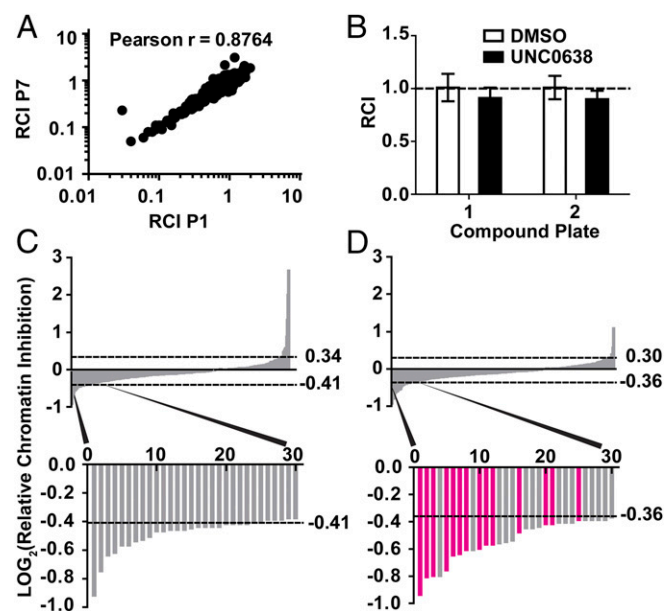 A
Pearson r = 0.8764
RCI P7
10
1
0.1
0.01
0.01 0.1 1 10
RCI P1
B
DMSO
UNC0638
RCI
1.5
1.0
0.5
0.0
1 2
Compound Plate
C
LOG2(Relative Chromatin Inhibition)
3
2
1
0
-1
0.34
-0.41
0 10 20 30
0.0
-0.2
-0.4
-0.6
-0.8
-1.0
-0.41
D
3
2
1
0
-1
0.30
-0.36
0 10 20 30
0.0
-0.2
-0.4
-0.6
-0.8
-1.0
-0.36